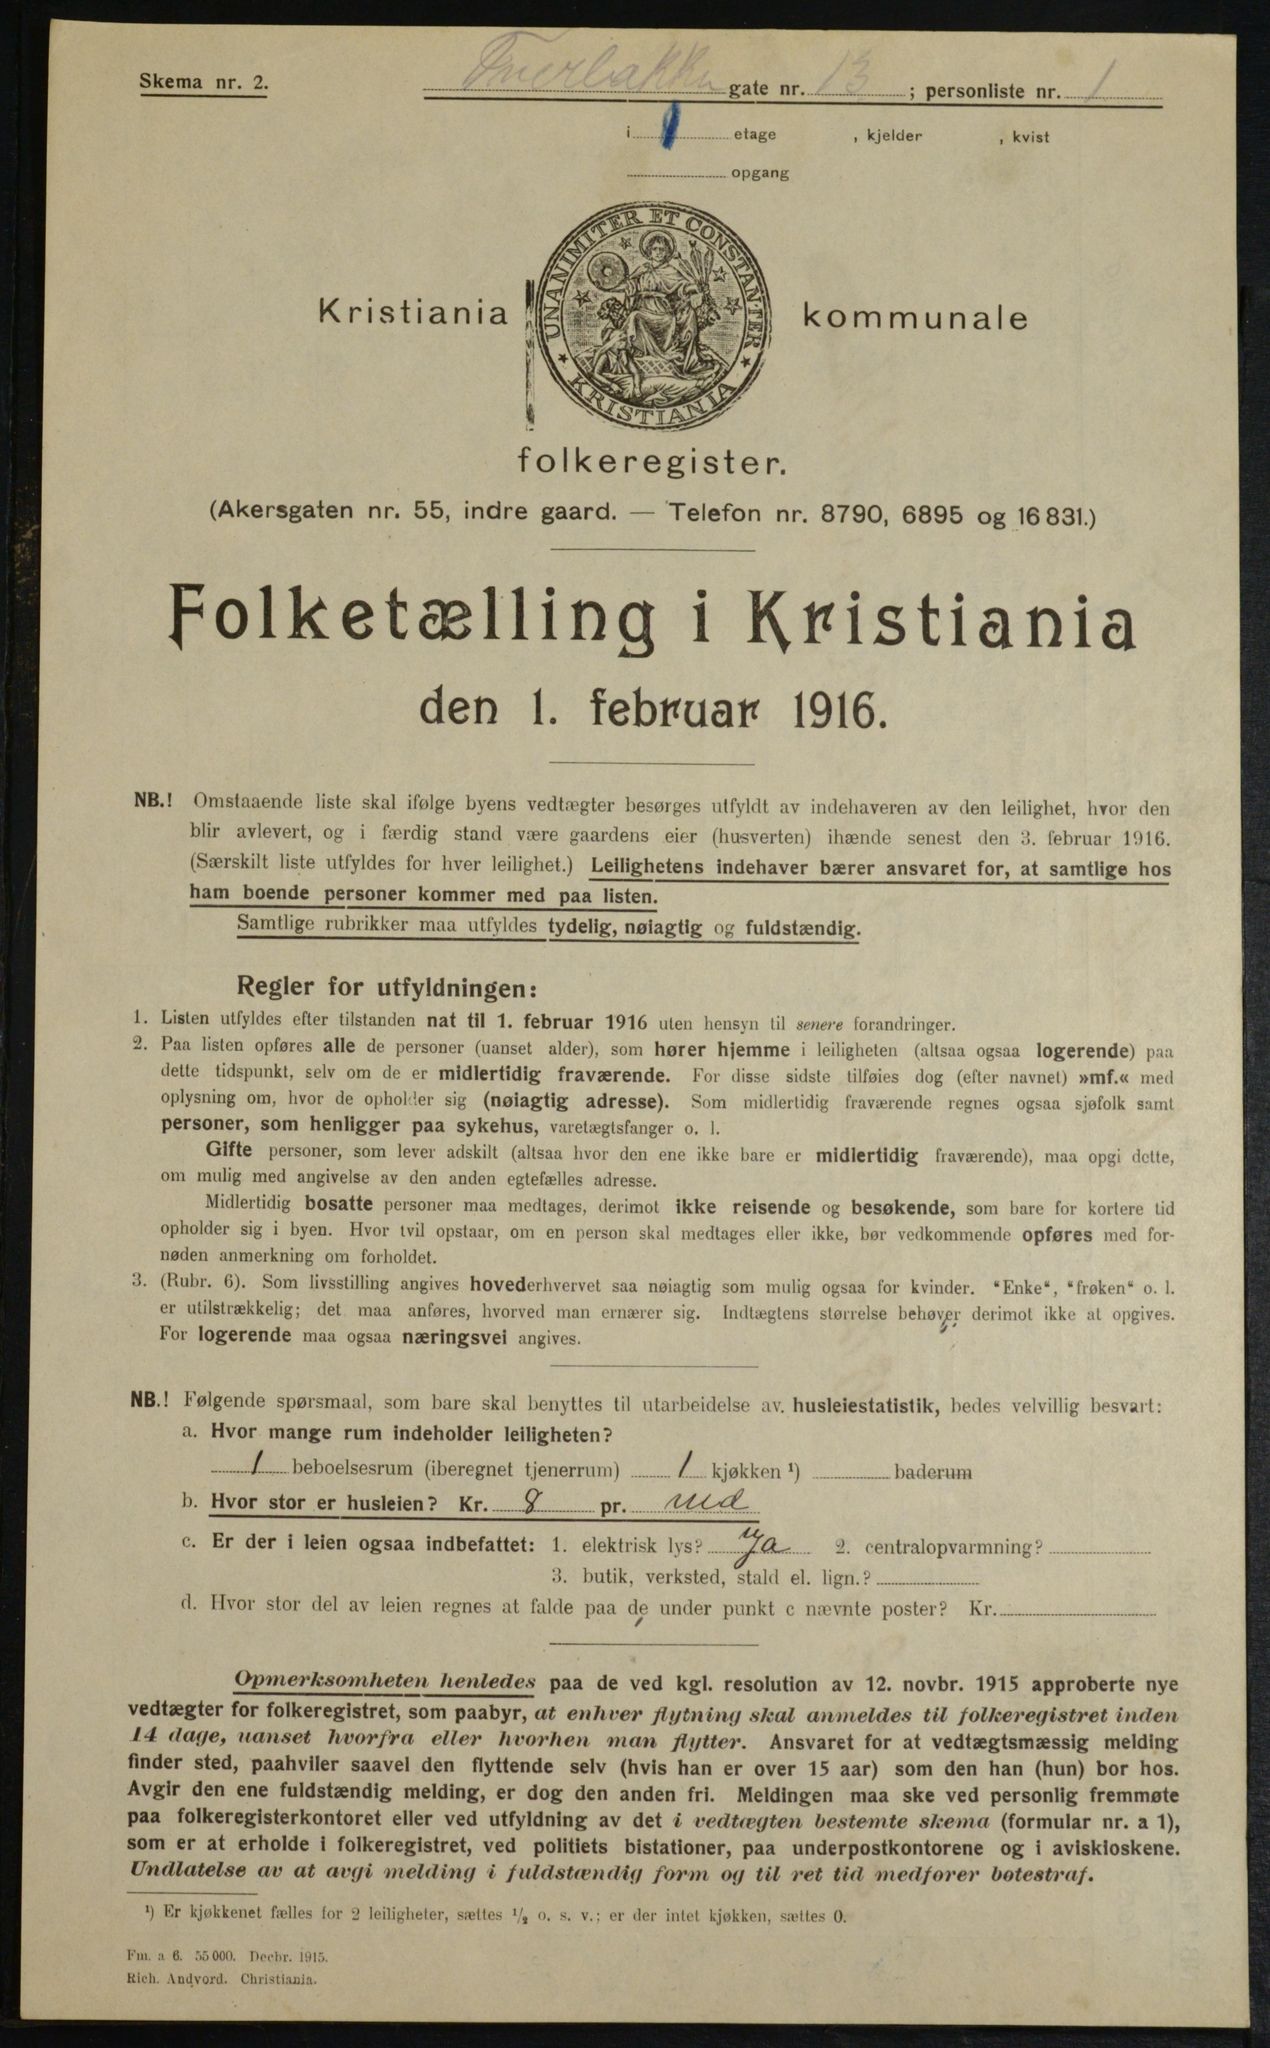 Skema nr. 2.
Tverbakke gate nr. 13 ; personliste nr. 1
i 1 etage , kjelder , kvist
opgang
UNANIMITER ET CONSTANTER
KRISTIANIA
Kristiania kommunale
folkeregister.
(Akersgaten nr. 55, indre gaard. — Telefon nr. 8790, 6895 og 16 831.)
Folketælling i Kristiania
den 1. februar 1916.
NB.! Omstaaende liste skal ifølge byens vedtægter besørges utfyldt av indehaveren av den leilighet, hvor den
blir avlevert, og i færdig stand være gaardens eier (husverten) ihænde senest den 3. februar 1916.
(Særskilt liste utfyldes for hver leilighet.) Leilighetens indehaver bærer ansvaret for, at samtlige hos
ham boende personer kommer med paa listen.
Samtlige rubrikker maa utfyldes tydelig, nøiagtig og fuldstændig.
Regler for utfyldningen:
1. Listen utfyldes efter tilstanden nat til 1. februar 1916 uten hensyn til senere forandringer.
2. Paa listen opføres alle de personer (uanset alder), som hører hjemme i leiligheten (altsaa ogsaa logerende) paa
dette tidspunkt, selv om de er midlertidig fraværende. For disse sidste tilføies dog (efter navnet) »mf.« med
oplysning om, hvor de opholder sig (nøiagtig adresse). Som midlertidig fraværende regnes ogsaa sjøfolk samt
personer, som henligger paa sykehus, varetægtsfanger o. l.
Gifte personer, som lever adskilt (altsaa hvor den ene ikke bare er midlertidig fraværende), maa opgi dette,
om mulig med angivelse av den anden egtefælles adresse.
Midlertidig bosatte personer maa medtages, derimot ikke reisende og besøkende, som bare for kortere tid
opholder sig i byen. Hvor tvil opstaar, om en person skal medtages eller ikke, bør vedkommende opføres med for-
nøden anmerkning om forholdet.
3. (Rubr. 6). Som livsstilling angives hovederhvervet saa nøiagtig som mulig ogsaa for kvinder. "Enke", "frøken" o. l.
er utilstrækkelig; det maa anføres, hvorved man ernærer sig. Indtægtens størrelse behøver derimot ikke at opgives.
For logerende maa ogsaa næringsvei angives.
NB.! Følgende spørsmaal, som bare skal benyttes til utarbeidelse av. husleiestatistik, bedes velvillig besvart:
a. Hvor mange rum indeholder leiligheten?
1 beboelsesrum (iberegnet tjenerrum) 1 kjøkken ¹) baderum
b. Hvor stor er husleien? Kr. 8 pr. Md
c. Er der i leien ogsaa indbefattet: 1. elektrisk lys? Ja 2. centralopvarmning?
3. butik, verksted, stald el. lign.?
d. Hvor stor del av leien regnes at falde paa de under punkt c nævnte poster? Kr.
Opmerksomheten henledes paa de ved kgl. resolution av 12. novbr. 1915 approberte nye
vedtægter for folkeregistret, som paabyr, at enhver flytning skal anmeldes til folkeregistret inden
14 dage, uanset hvorfra eller hvorhen man flytter. Ansvaret for at vedtægtsmæssig melding
finder sted, paahviler saavel den flyttende selv (hvis han er over 15 aar) som den han (hun) bor hos.
Avgir den ene fuldstændig melding, er dog den anden fri. Meldingen maa ske ved personlig fremmøte
paa folkeregisterkontoret eller ved utfyldning av det i vedtægten bestemte skema (formular nr. a 1),
som er at erholde i folkeregistret, ved politiets bistationer, paa underpostkontorene og i aviskioskene.
Undlatelse av at avgi melding i fuldstændig form og til ret tid medfører bøtestraf.
¹) Er kjøkkenet fælles for 2 leiligheter, sættes ¹/₂ o. s. v.; er der intet kjøkken, sættes 0.
Fm. a 6. 55 000. Decbr. 1915.
Rich. Andvord. Christiania.